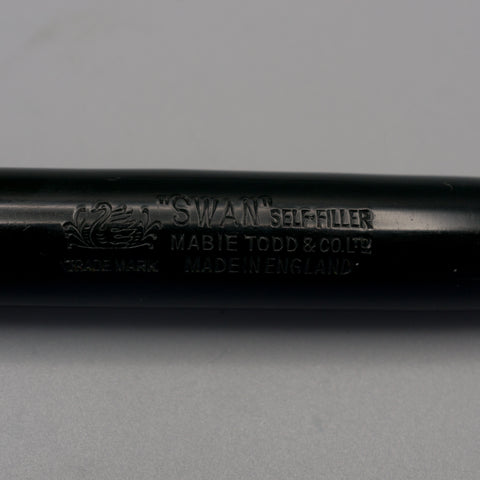 "SWAN" SELF-FILLER
MABIE TODD & CO. LTD
TRADE MARK MADE IN ENGLAND